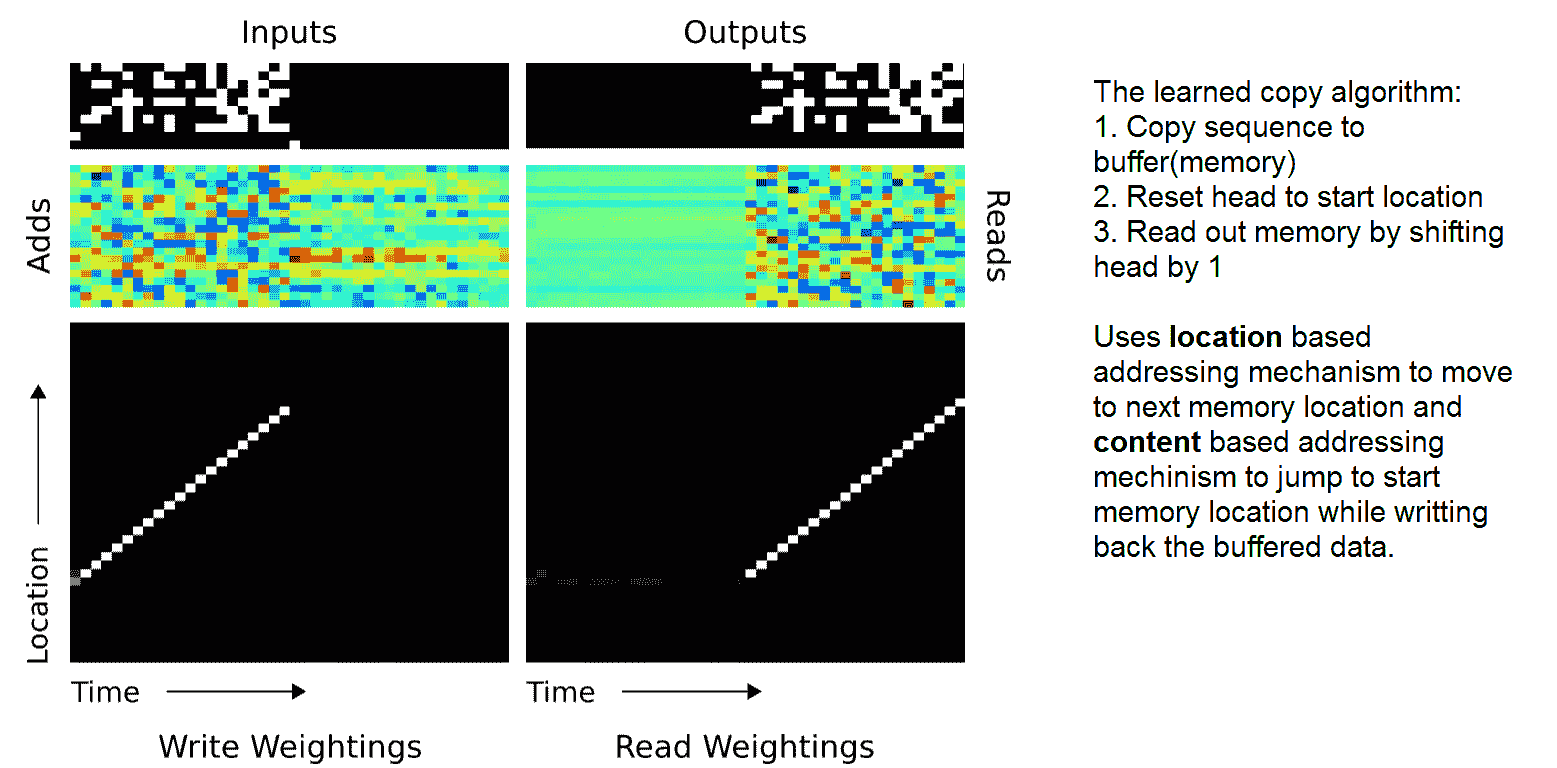 Inputs
Outputs
Adds
Reads
Location
Time
Time
Write Weightings
Read Weightings
The learned copy algorithm:
1. Copy sequence to
buffer(memory)
2. Reset head to start location
3. Read out memory by shifting
head by 1
Uses location based
addressing mechanism to move
to next memory location and
content based addressing
mechinism to jump to start
memory location while writting
back the buffered data.